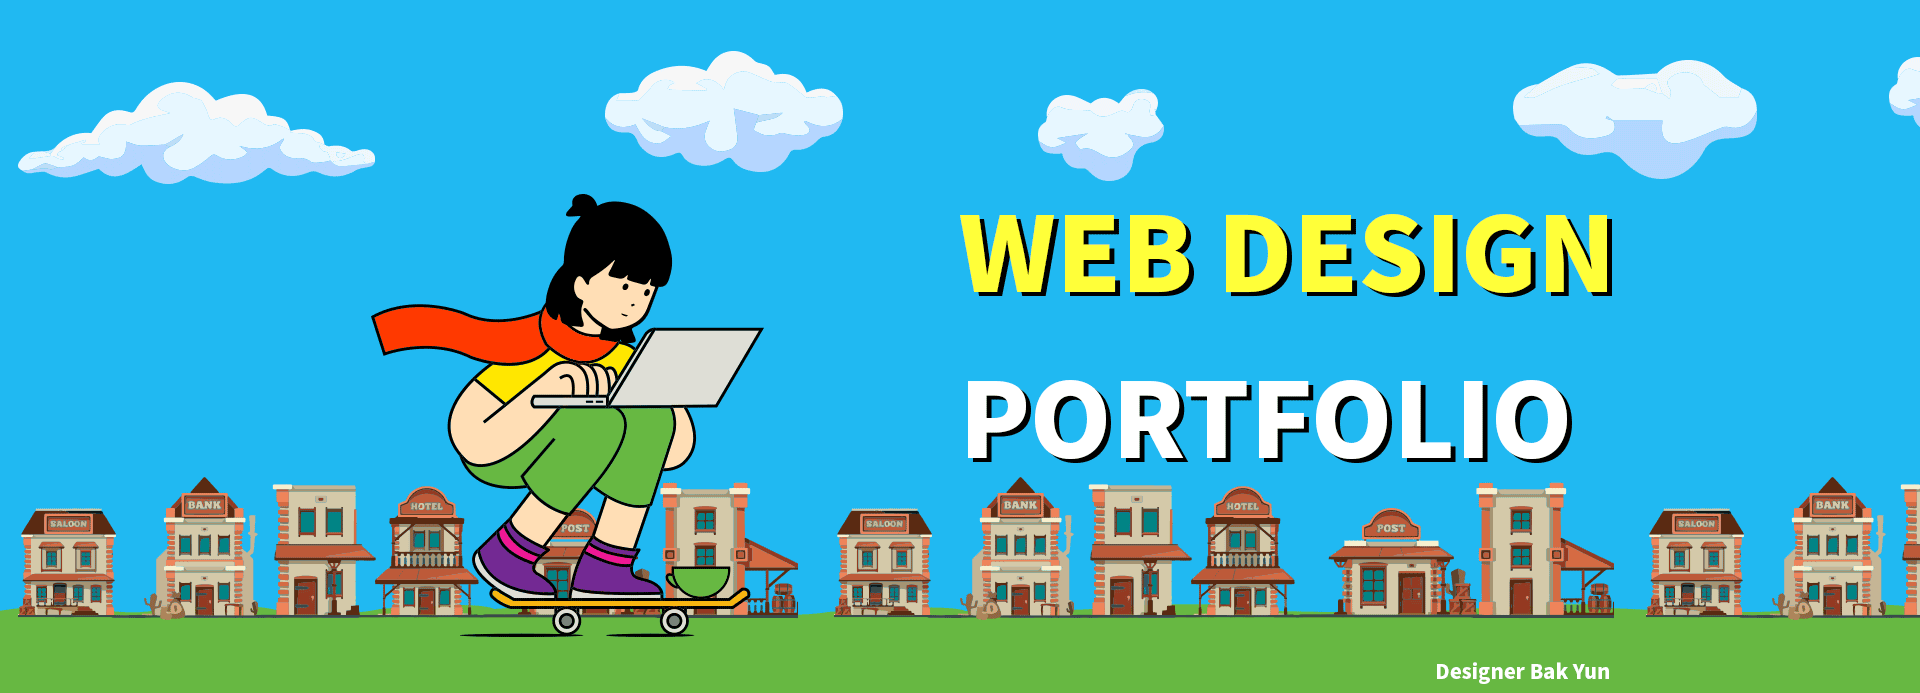 WEB DESIGN
PORTFOLIO
SALOON
BANK
HOTEL
POST
SALOON
BANK
HOTEL
POST
SALOON
BANK
Designer Bak Yun